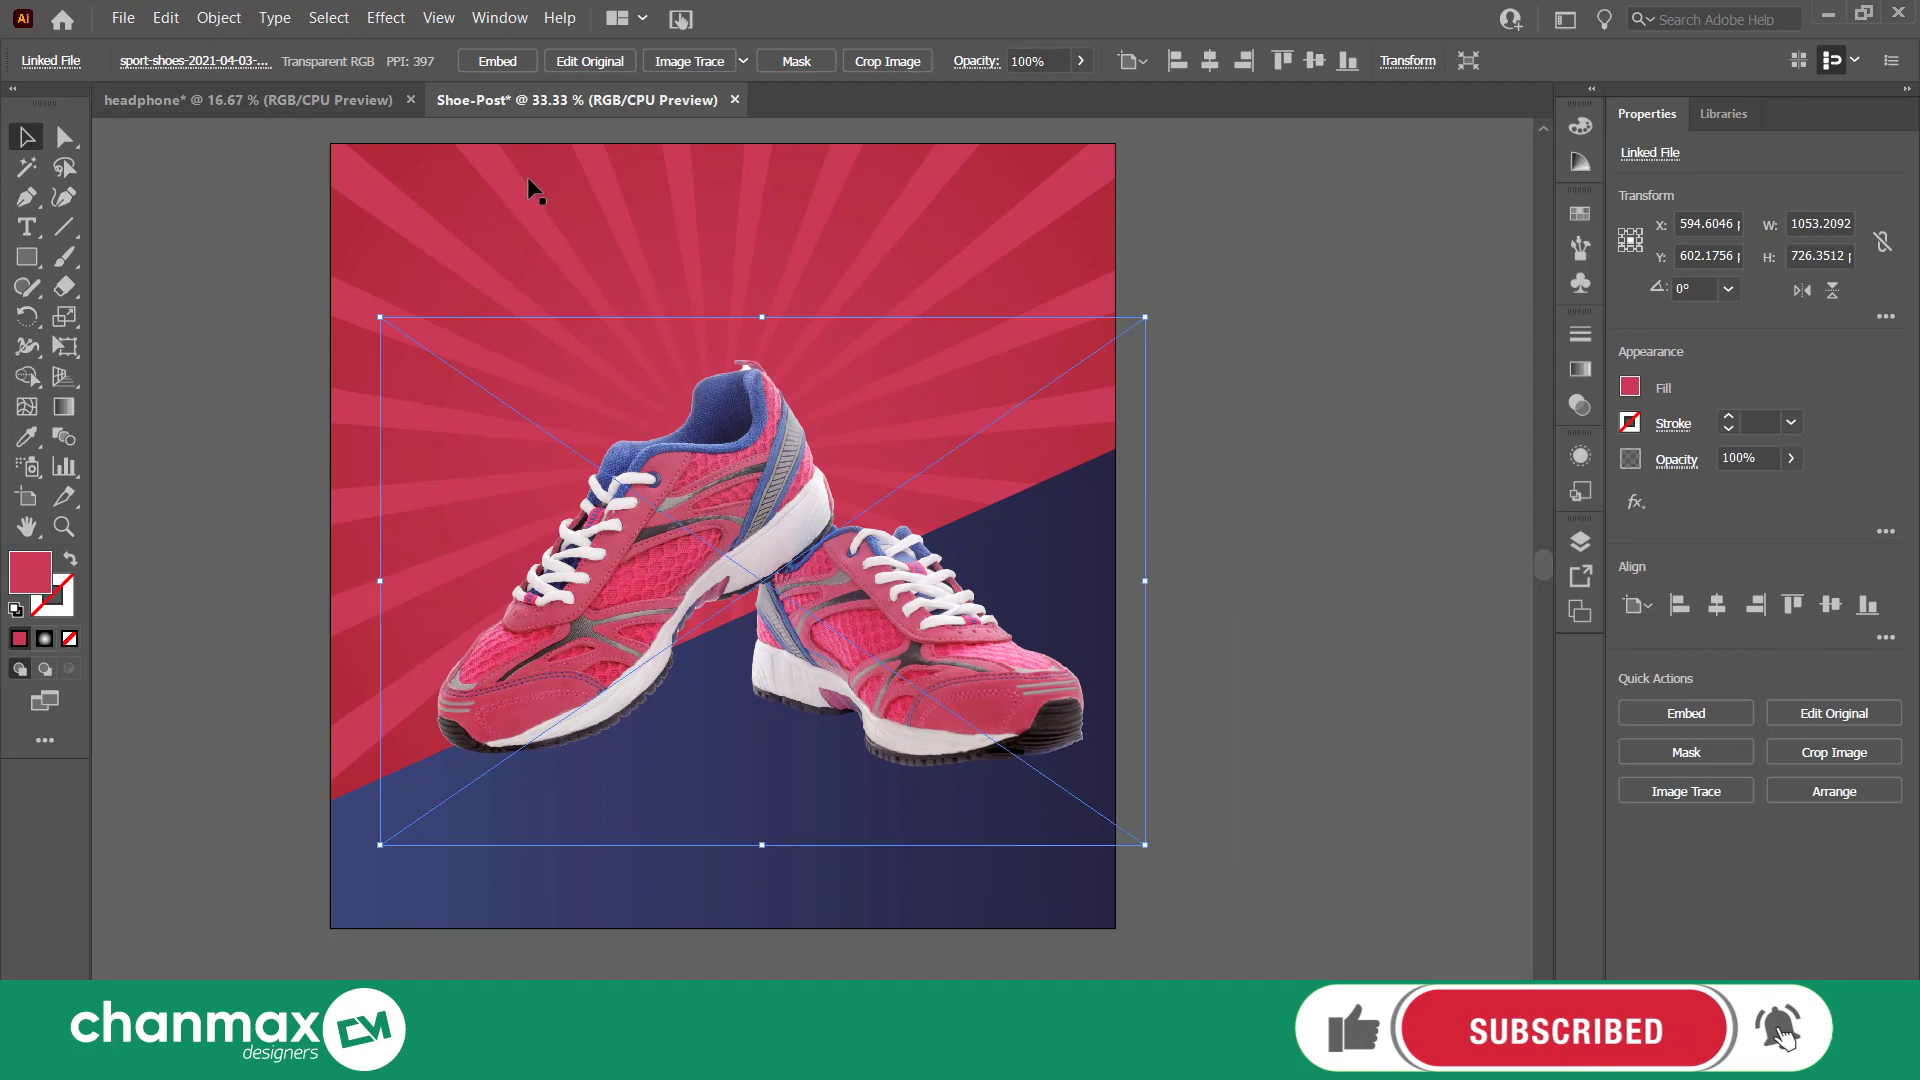 Ai File Edit Object Type Select Effect View Window Help Search Adobe Help
Linked File sport-shoes-2021-04-03-... Transparent RGB PPI: 397 Embed Edit Original Image Trace Mask Crop Image Opacity: 100% Transform
headphone* @ 16.67 % (RGB/CPU Preview) × Shoe-Post* @ 33.33 % (RGB/CPU Preview) ×
Properties Libraries
Linked File
Transform
X: 594.6046 W: 1053.2092
Y: 602.1756 H: 726.3512
0°
Appearance
Fill
Stroke
Opacity 100%
fx.
Align
Quick Actions
Embed Edit Original
Mask Crop Image
Image Trace Arrange
chanmax CM
designers
SUBSCRIBED